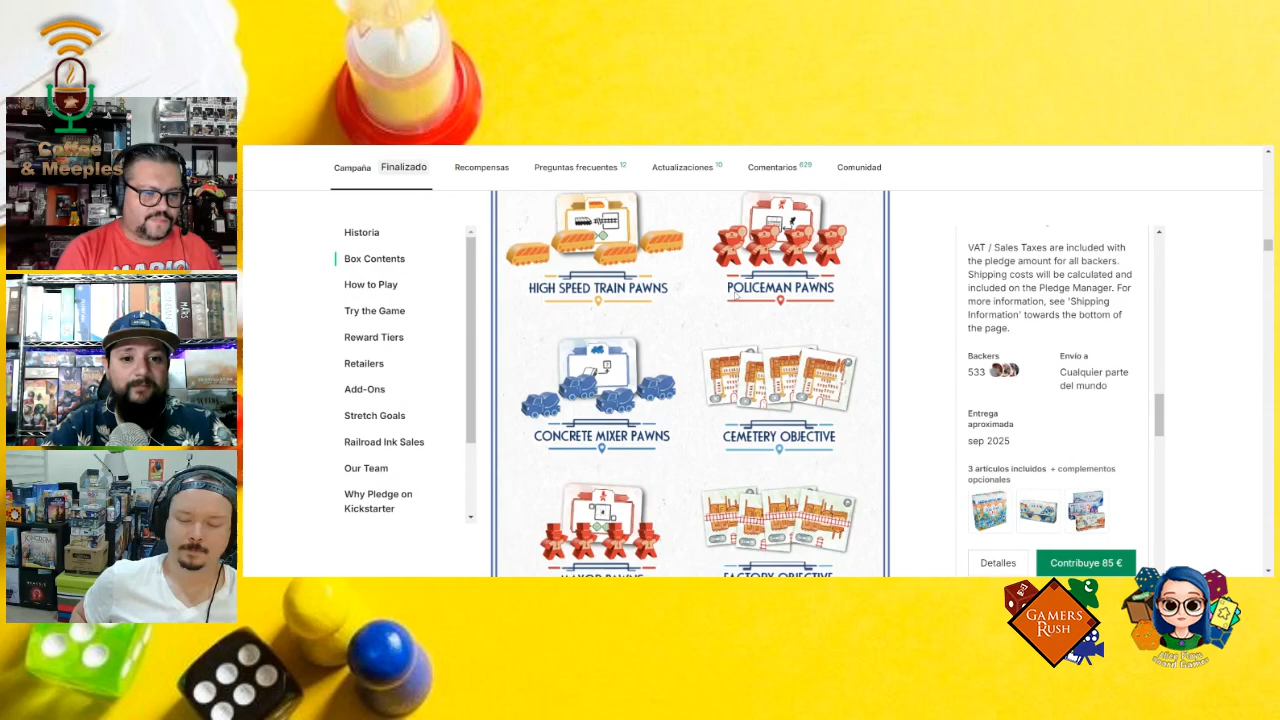 Coffee
& Meeples
MARIO
Campaña
Finalizado
Recompensas
Preguntas frecuentes 12
Actualizaciones 10
Comentarios 629
Comunidad
Historia
Box Contents
How to Play
Try the Game
Reward Tiers
Retailers
Add-Ons
Stretch Goals
Railroad Ink Sales
Our Team
Why Pledge on
Kickstarter
HIGH SPEED TRAIN PAWNS
POLICEMAN PAWNS
CONCRETE MIXER PAWNS
CEMETERY OBJECTIVE
MAYOR PAWNS
FACTORY OBJECTIVE
VAT / Sales Taxes are included with
the pledge amount for all backers.
Shipping costs will be calculated and
included on the Pledge Manager. For
more information, see 'Shipping
Information' towards the bottom of
the page.
Backers
533
Envío a
Cualquier parte
del mundo
Entrega
aproximada
sep 2025
3 artículos incluidos + complementos
opcionales
Detalles
Contribuye 85 €
GAMERS
RUSH
Board Games